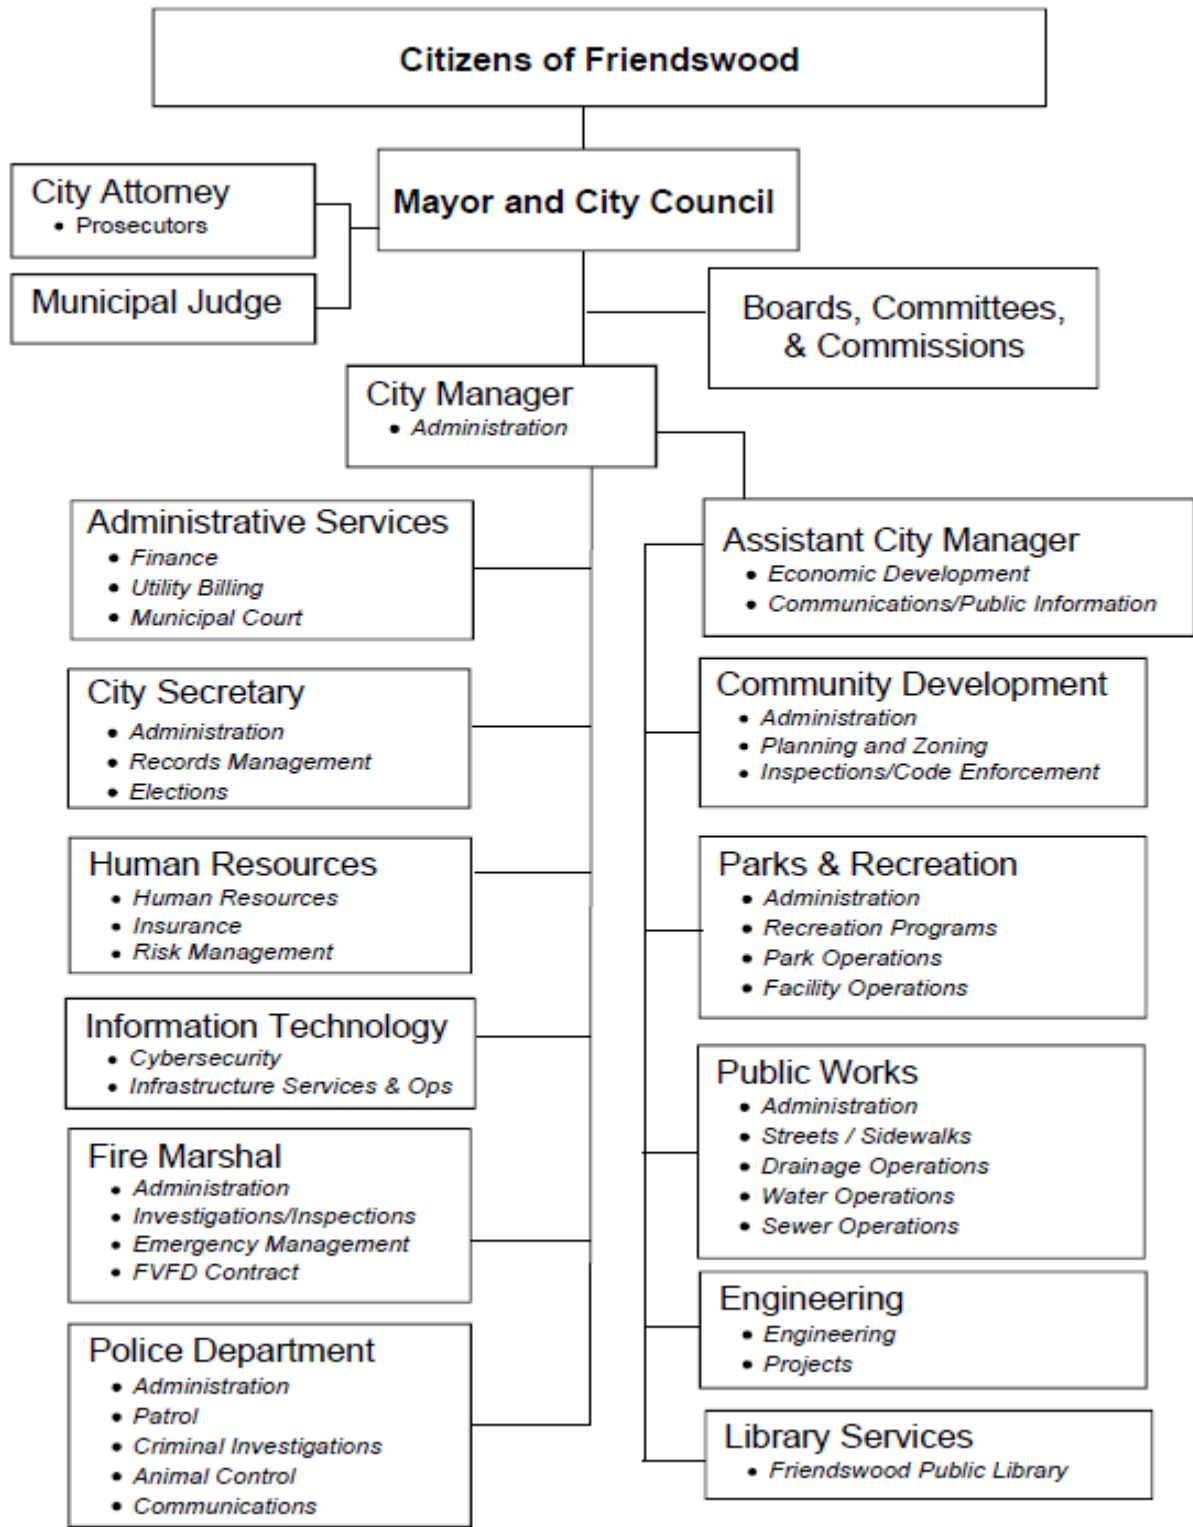 Citizens of Friendswood
Mayor and City Council
City Attorney
• Prosecutors
Municipal Judge
Boards, Committees,
& Commissions
City Manager
• Administration
Administrative Services
• Finance
• Utility Billing
• Municipal Court
City Secretary
• Administration
• Records Management
• Elections
Human Resources
• Human Resources
• Insurance
• Risk Management
Information Technology
• Cybersecurity
• Infrastructure Services & Ops
Fire Marshal
• Administration
• Investigations/Inspections
• Emergency Management
• FVFD Contract
Police Department
• Administration
• Patrol
• Criminal Investigations
• Animal Control
• Communications
Assistant City Manager
• Economic Development
• Communications/Public Information
Community Development
• Administration
• Planning and Zoning
• Inspections/Code Enforcement
Parks & Recreation
• Administration
• Recreation Programs
• Park Operations
• Facility Operations
Public Works
• Administration
• Streets / Sidewalks
• Drainage Operations
• Water Operations
• Sewer Operations
Engineering
• Engineering
• Projects
Library Services
• Friendswood Public Library